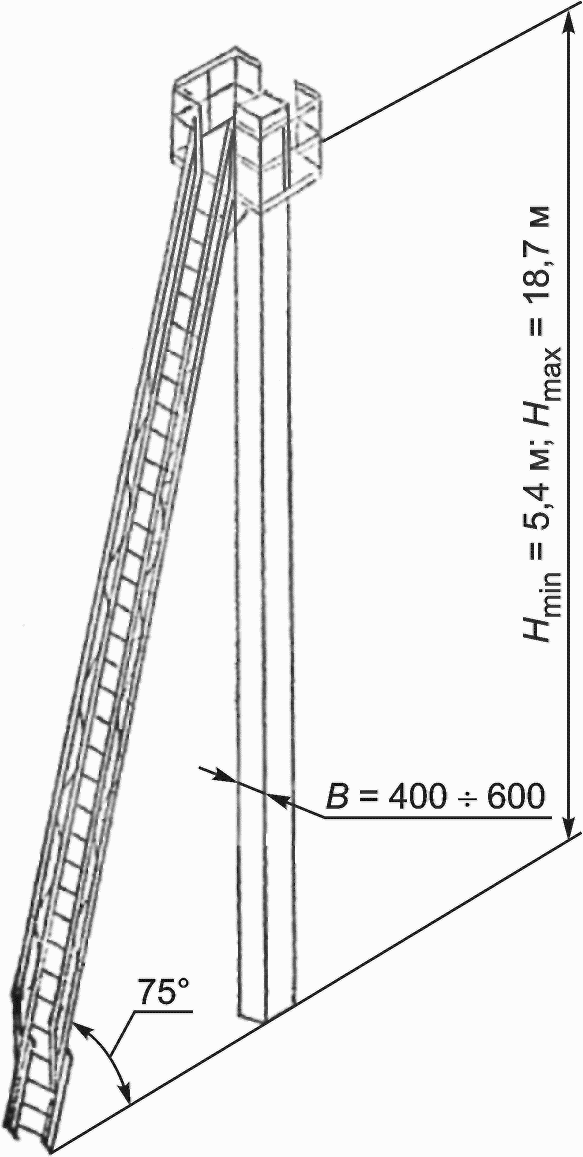 H_min = 5,4 м; H_max = 18,7 м
B = 400 ÷ 600
75°